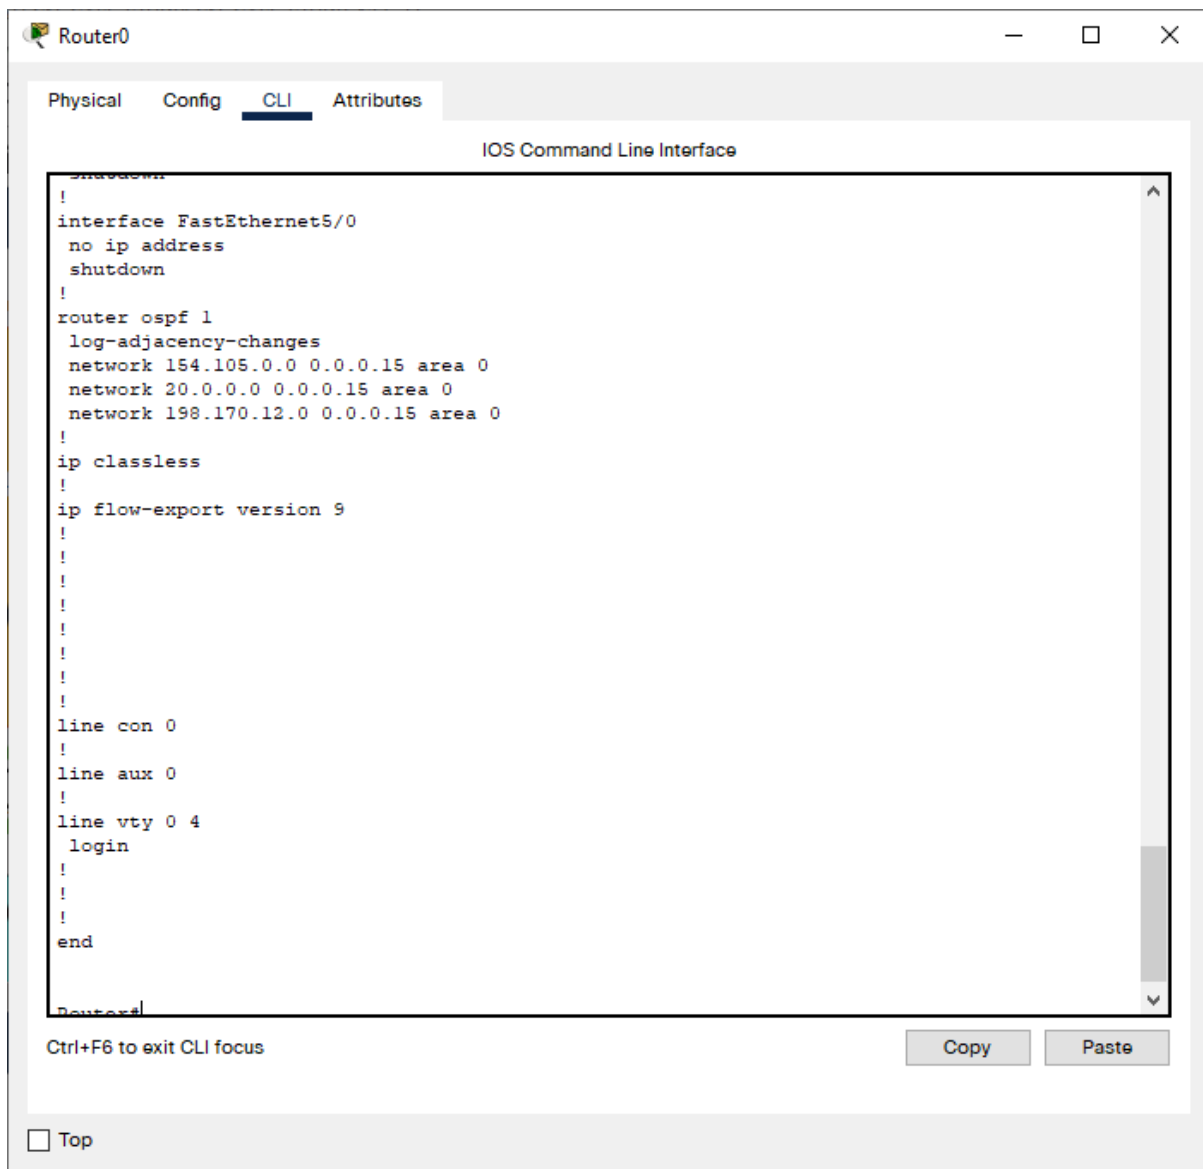 Router0
Physical Config CLI Attributes
IOS Command Line Interface
shutdown
!
interface FastEthernet5/0
 no ip address
 shutdown
!
router ospf 1
 log-adjacency-changes
 network 154.105.0.0 0.0.0.15 area 0
 network 20.0.0.0 0.0.0.15 area 0
 network 198.170.12.0 0.0.0.15 area 0
!
ip classless
!
ip flow-export version 9
!
!
!
!
!
!
!
!
line con 0
!
line aux 0
!
line vty 0 4
 login
!
!
!
end
Router#
Ctrl+F6 to exit CLI focus
Copy Paste
Top